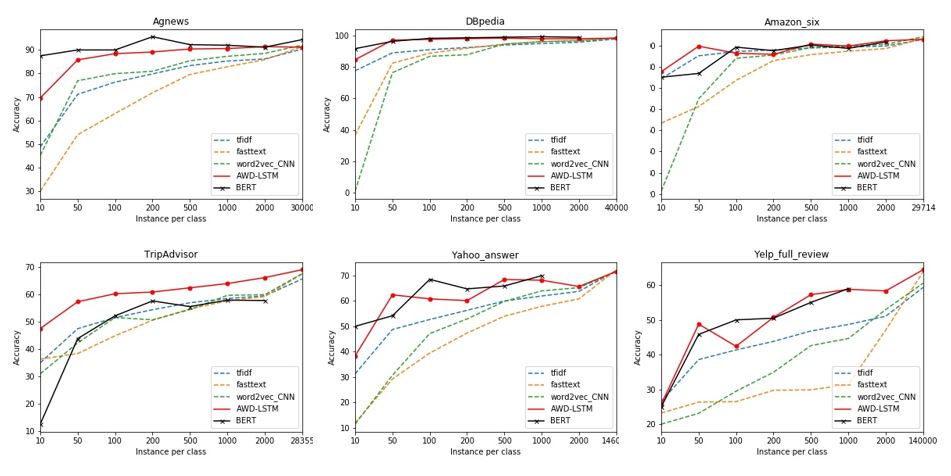 Agnews
Accuracy
90
80
70
60
50
40
30
10 50 100 200 500 1000 2000 30000
Instance per class
tfidf
fasttext
word2vec_CNN
AWD-LSTM
BERT
DBpedia
Accuracy
100
80
60
40
20
0
10 50 100 200 500 1000 2000 40000
Instance per class
tfidf
fasttext
word2vec_CNN
AWD-LSTM
BERT
Amazon_six
Accuracy
10 50 100 200 500 1000 2000 29714
Instance per class
tfidf
fasttext
word2vec_CNN
AWD-LSTM
BERT
TripAdvisor
Accuracy
70
60
50
40
30
20
10
10 50 100 200 500 1000 2000 28355
Instance per class
tfidf
fasttext
word2vec_CNN
AWD-LSTM
BERT
Yahoo_answer
Accuracy
70
60
50
40
30
20
10
10 50 100 200 500 1000 2000 1460
Instance per class
tfidf
fasttext
word2vec_CNN
AWD-LSTM
BERT
Yelp_full_review
Accuracy
60
50
40
30
20
10 50 100 200 500 1000 2000 140000
Instance per class
tfidf
fasttext
word2vec_CNN
AWD-LSTM
BERT